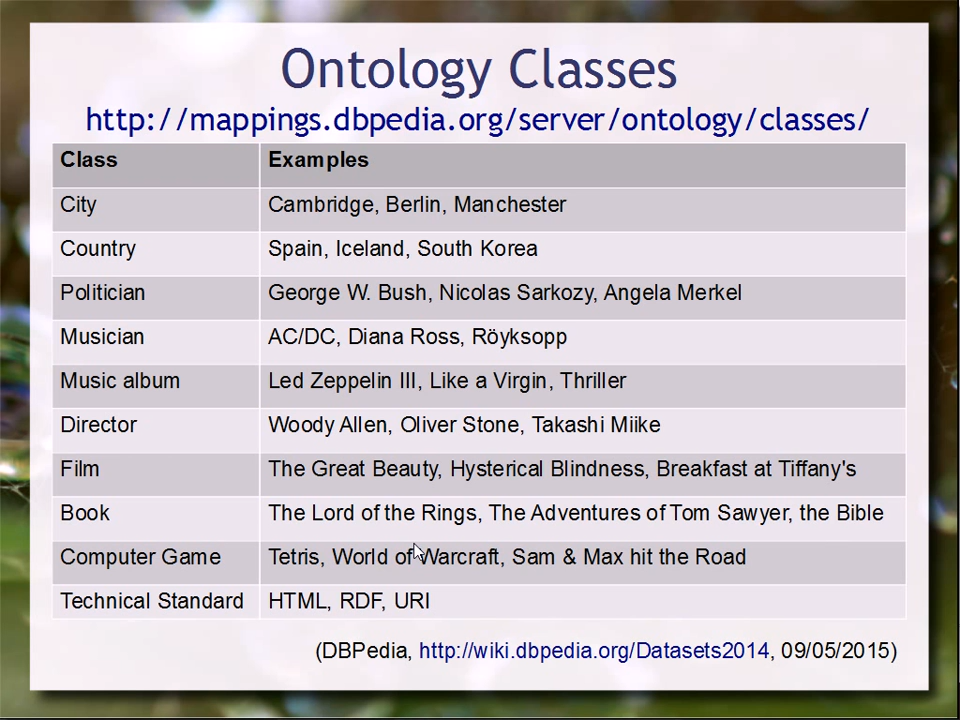 Ontology Classes
http://mappings.dbpedia.org/server/ontology/classes/
Class Examples
City Cambridge, Berlin, Manchester
Country Spain, Iceland, South Korea
Politician George W. Bush, Nicolas Sarkozy, Angela Merkel
Musician AC/DC, Diana Ross, Röyksopp
Music album Led Zeppelin III, Like a Virgin, Thriller
Director Woody Allen, Oliver Stone, Takashi Miike
Film The Great Beauty, Hysterical Blindness, Breakfast at Tiffany's
Book The Lord of the Rings, The Adventures of Tom Sawyer, the Bible
Computer Game Tetris, World of Warcraft, Sam & Max hit the Road
Technical Standard HTML, RDF, URI
(DBPedia, http://wiki.dbpedia.org/Datasets2014, 09/05/2015)